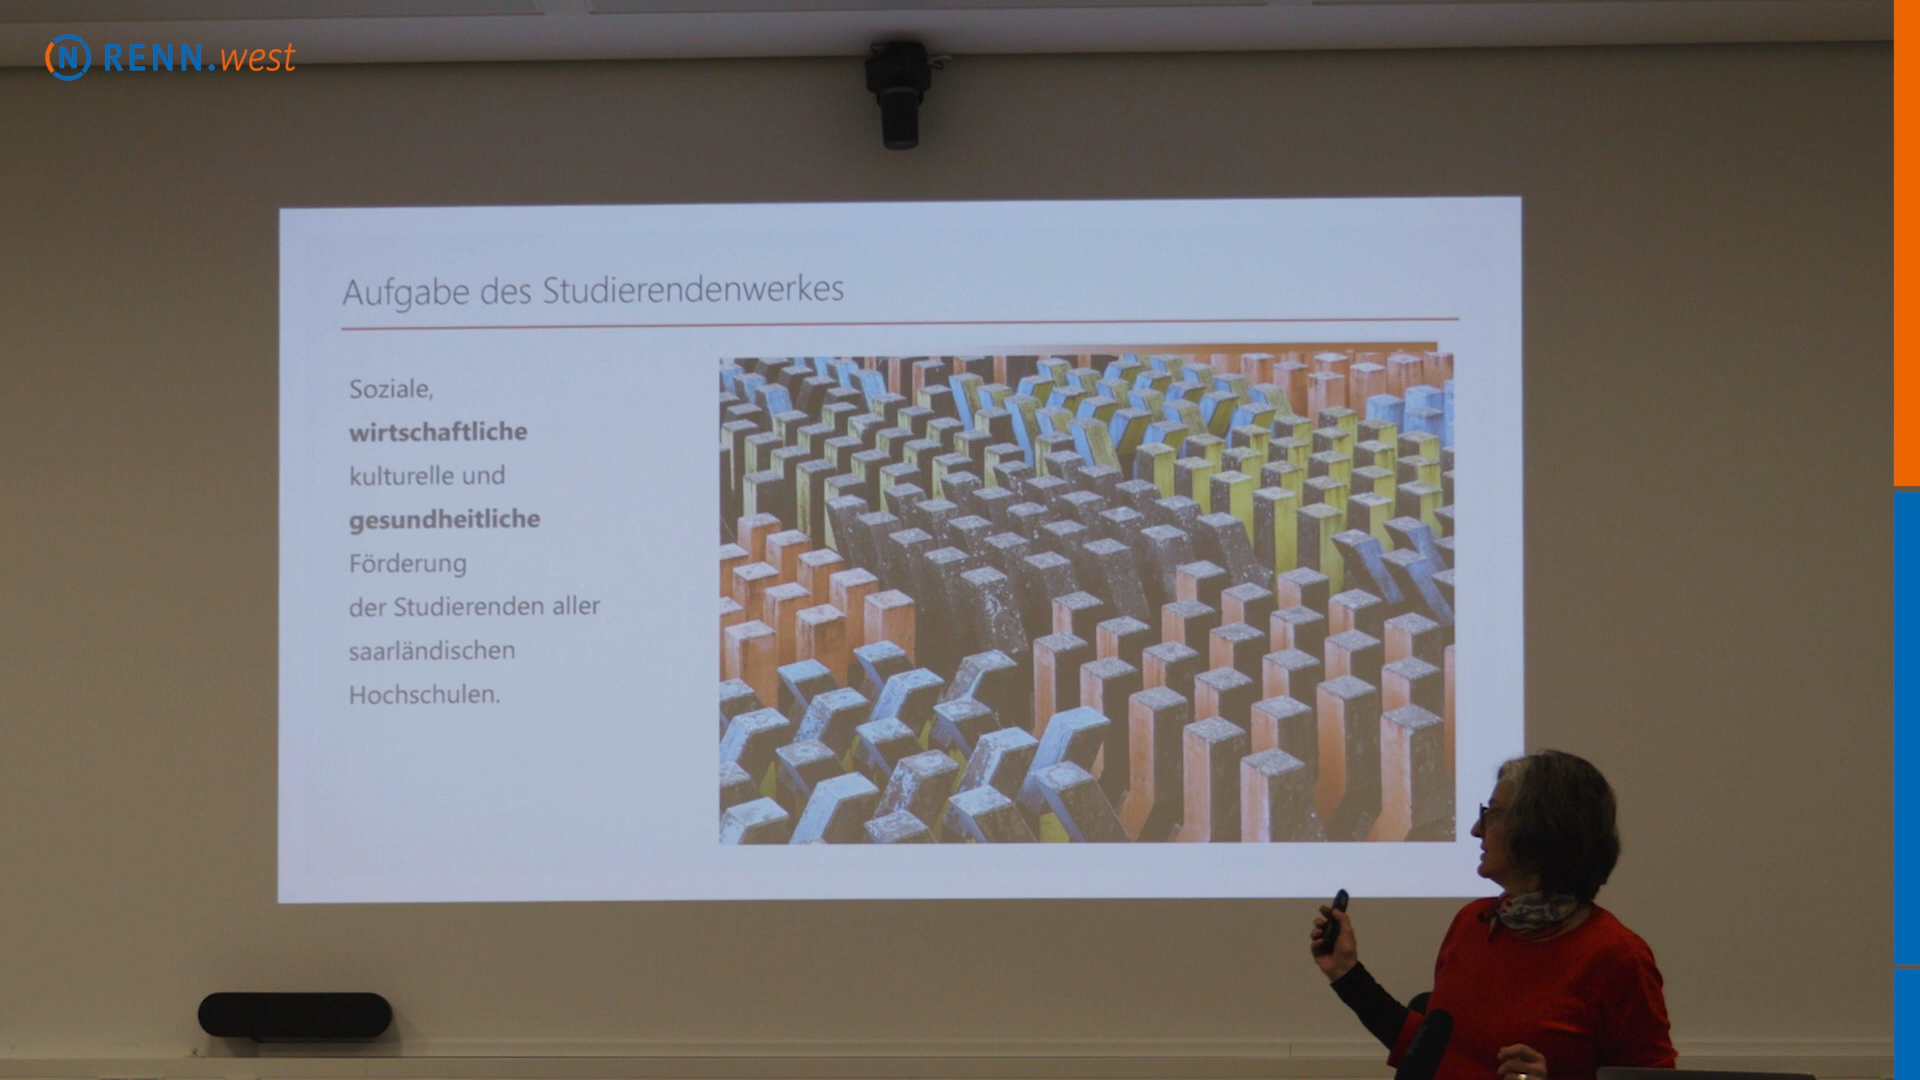 RENN.west
Aufgabe des Studierendenwerkes
Soziale,
wirtschaftliche
kulturelle und
gesundheitliche
Förderung
der Studierenden aller
saarländischen
Hochschulen.